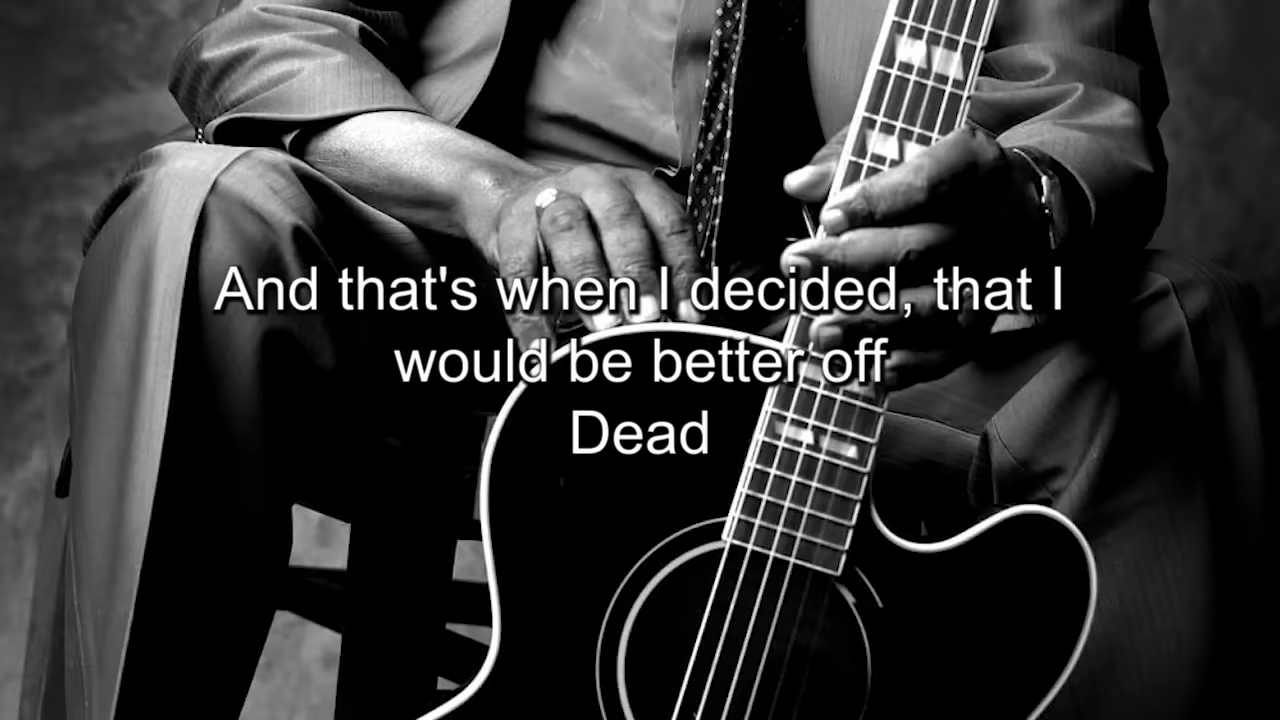 And that's when I decided, that I
would be better off
Dead